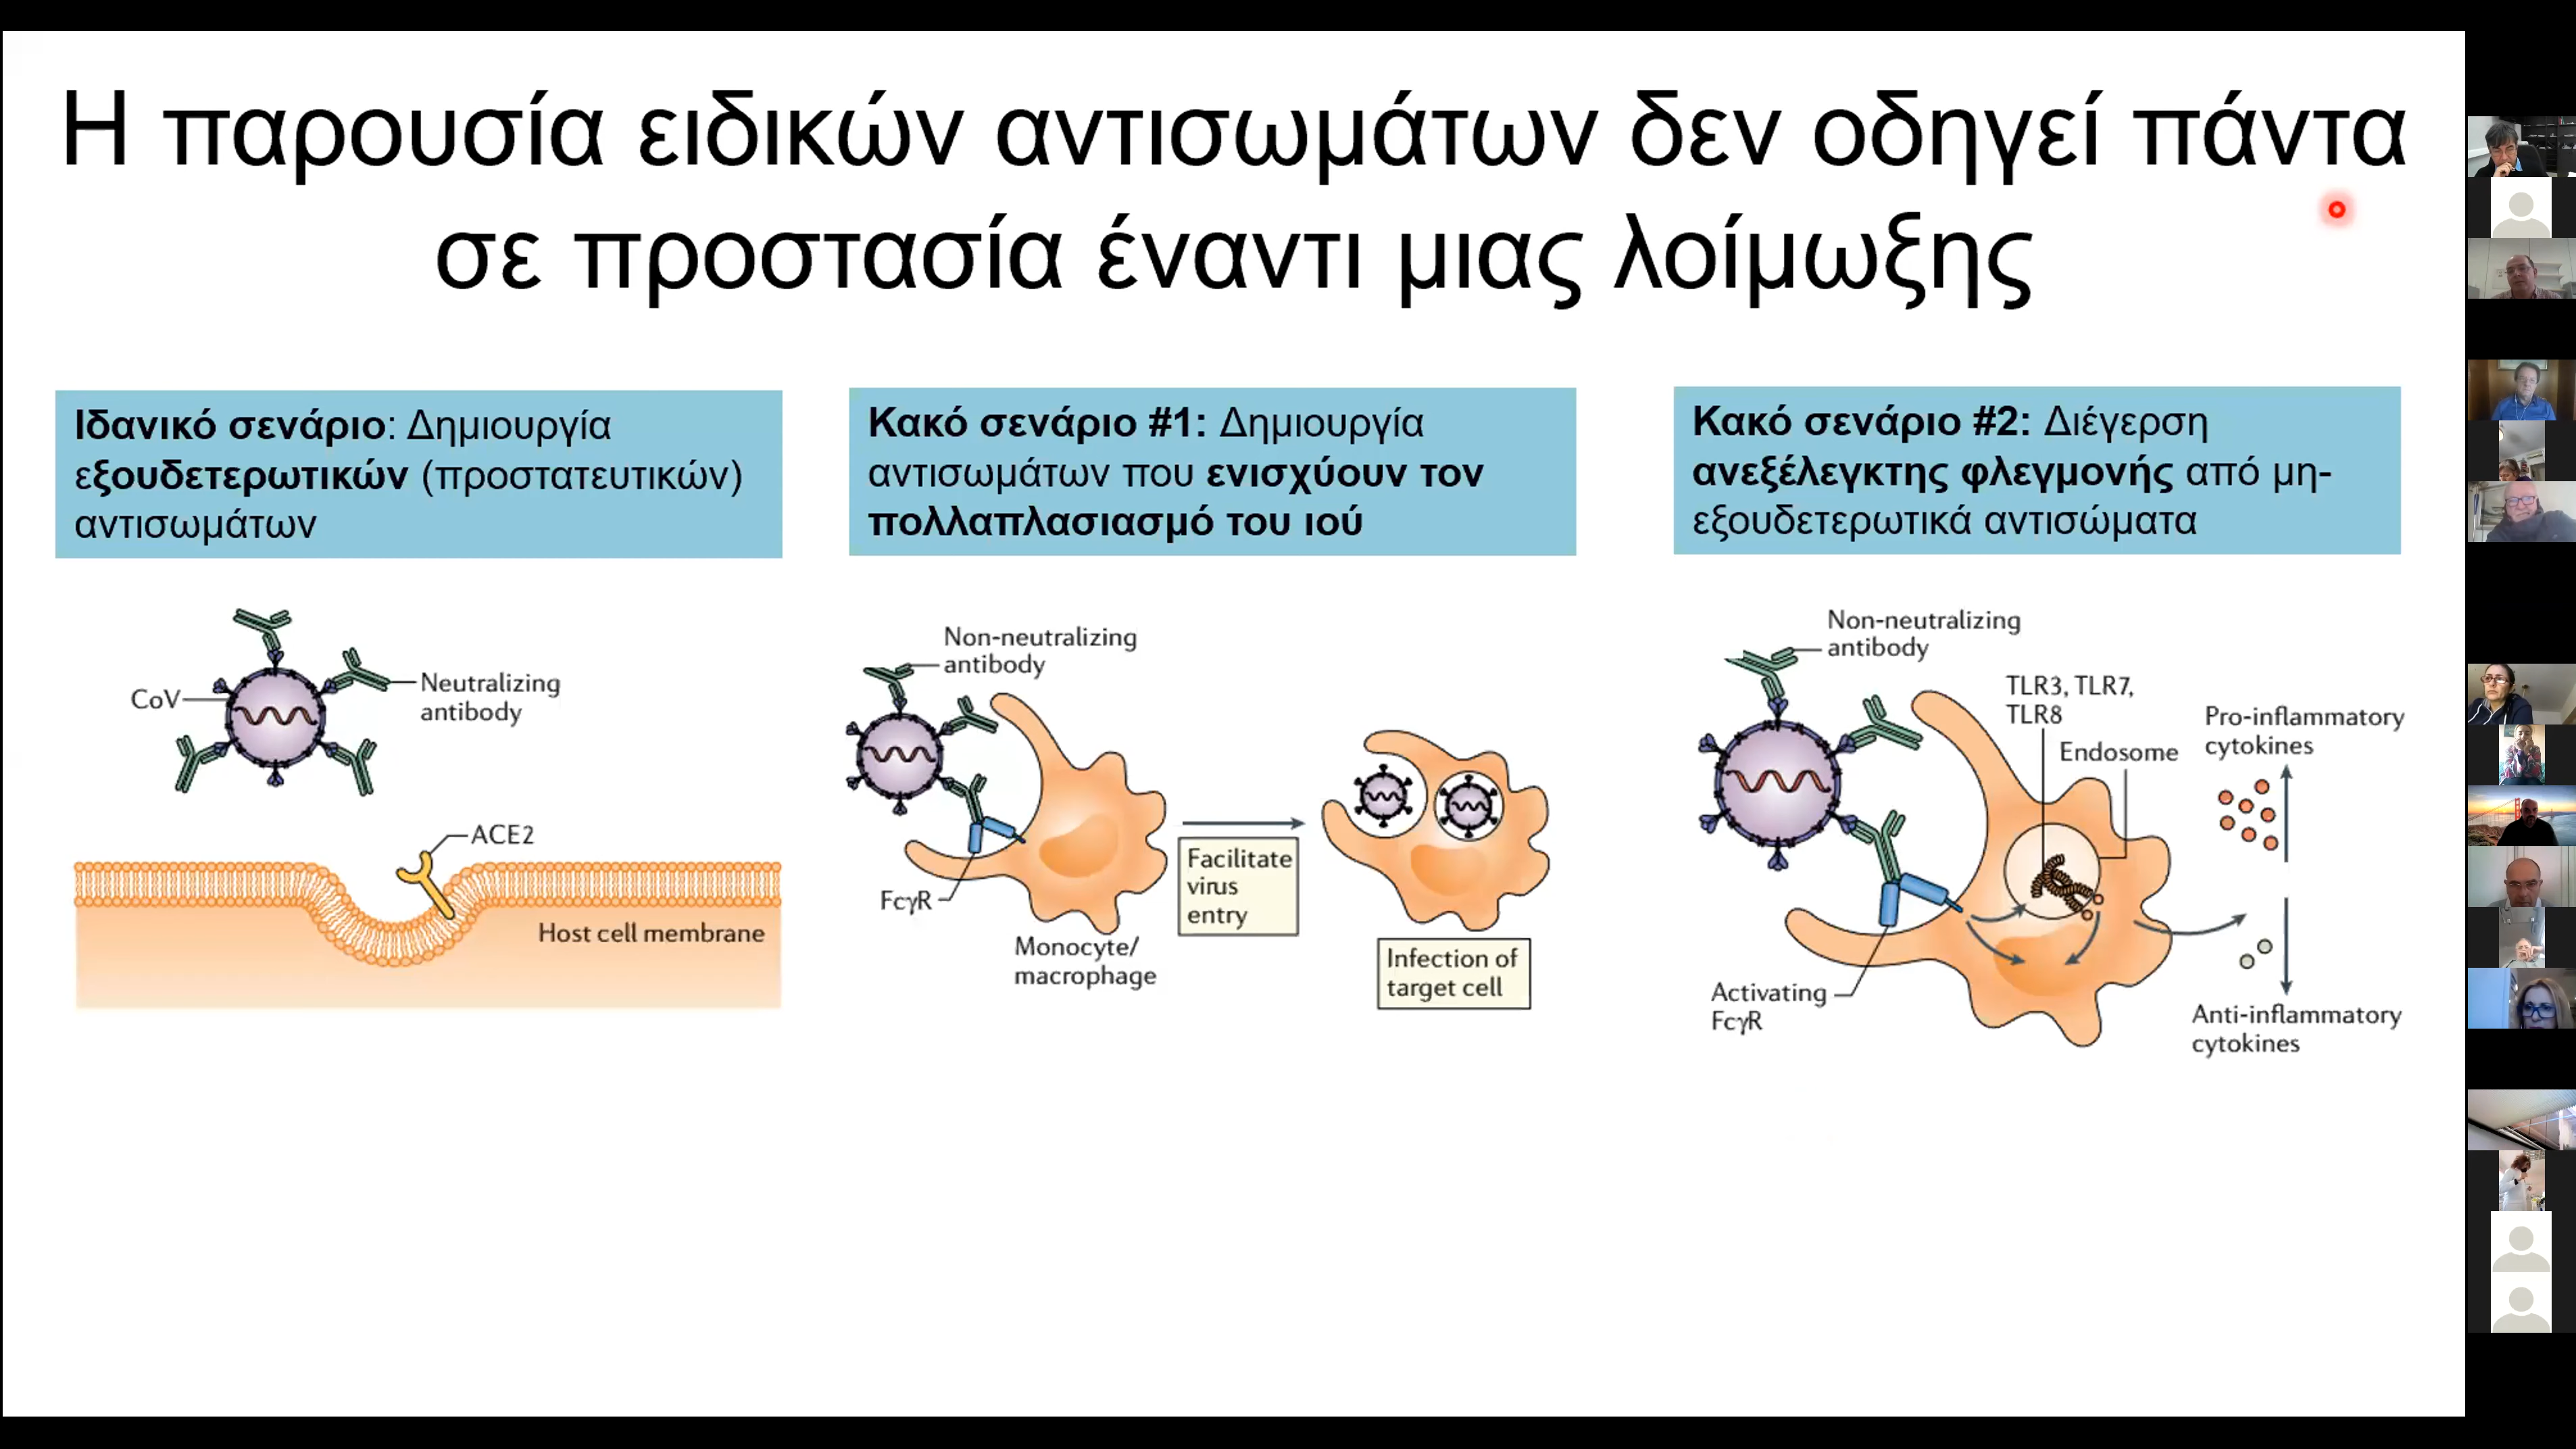 Η παρουσία ειδικών αντισωμάτων δεν οδηγεί πάντα
σε προστασία έναντι μιας λοίμωξης
Ιδανικό σενάριο: Δημιουργία
εξουδετερωτικών (προστατευτικών)
αντισωμάτων
CoV
Neutralizing
antibody
ACE2
Host cell membrane
Κακό σενάριο #1: Δημιουργία
αντισωμάτων που ενισχύουν τον
πολλαπλασιασμό του ιού
Non-neutralizing
antibody
FcγR
Monocyte/
macrophage
Facilitate
virus
entry
Infection of
target cell
Κακό σενάριο #2: Διέγερση
ανεξέλεγκτης φλεγμονής από μη-
εξουδετερωτικά αντισώματα
Non-neutralizing
antibody
TLR3, TLR7,
TLR8
Endosome
Pro-inflammatory
cytokines
Activating
FcγR
Anti-inflammatory
cytokines